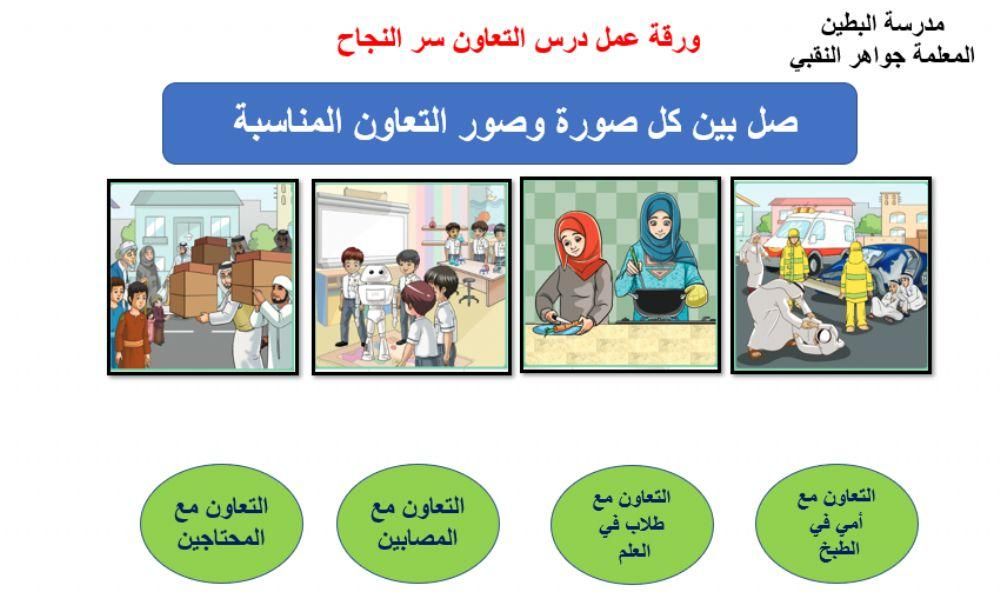 مدرسة البطين
المعلمة جواهر النقبي
ورقة عمل درس التعاون سر النجاح
صل بين كل صورة وصور التعاون المناسبة
التعاون مع
أمي في
الطبخ
التعاون مع
طلاب في
العلم
التعاون مع
المصابين
التعاون مع
المحتاجين